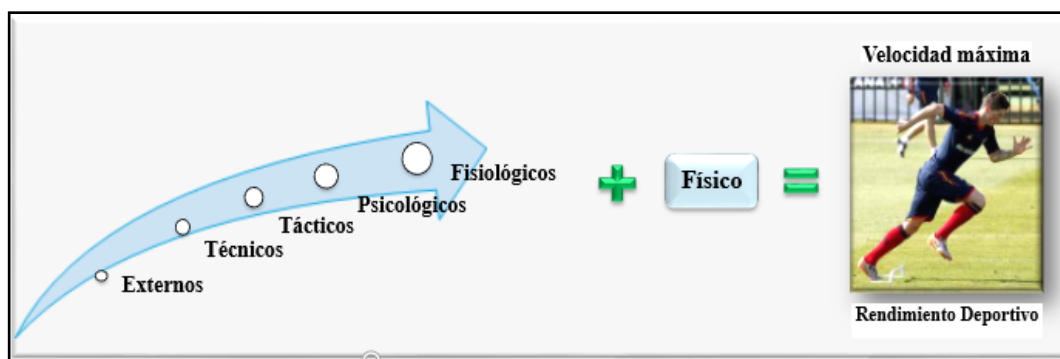 Velocidad máxima
Fisiológicos
Físico
Psicológicos
Tácticos
Técnicos
Externos
Rendimiento Deportivo